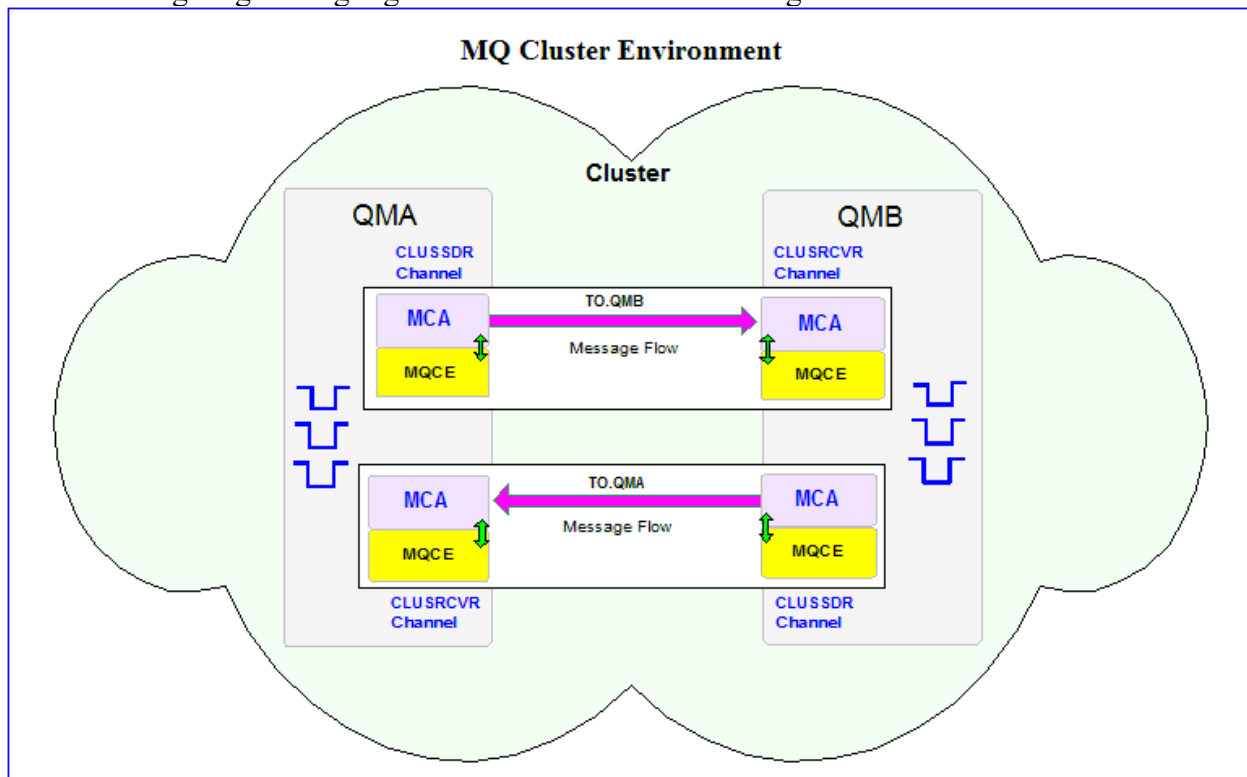 MQ Cluster Environment
Cluster
QMA
QMB
CLUSSDR
Channel
CLUSRCVR
Channel
MCA
TO.QMB
MCA
Message Flow
MQCE
MQCE
MCA
TO.QMA
MCA
Message Flow
MQCE
MQCE
CLUSRCVR
Channel
CLUSSDR
Channel